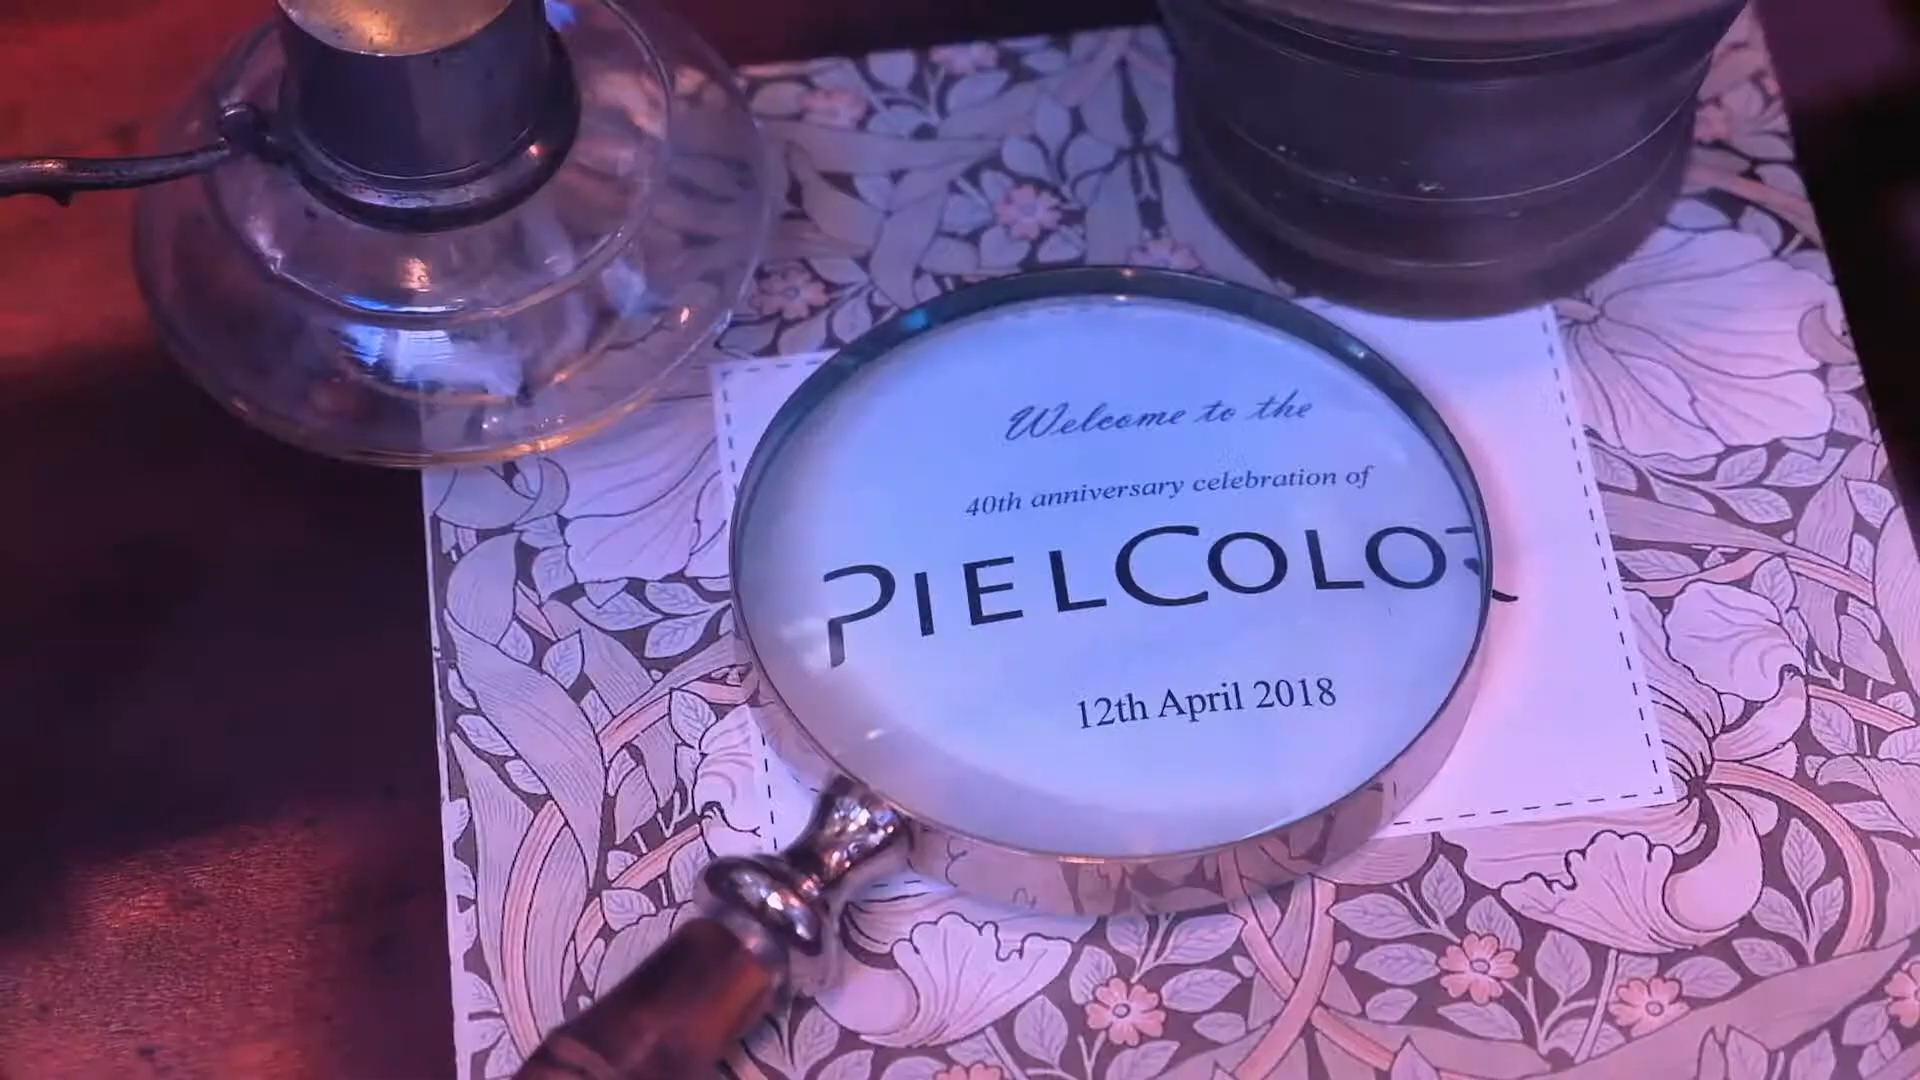 Welcome to the
40th anniversary celebration of
PIELCOLOR
12th April 2018